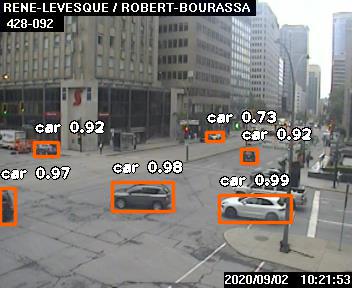 RENE-LEVESQUE / ROBERT-BOURASSA
428-092
car 0.73
car 0.92
car 0.92
car 0.98
car 0.97
car 0.99
2020/09/02 10:21:53